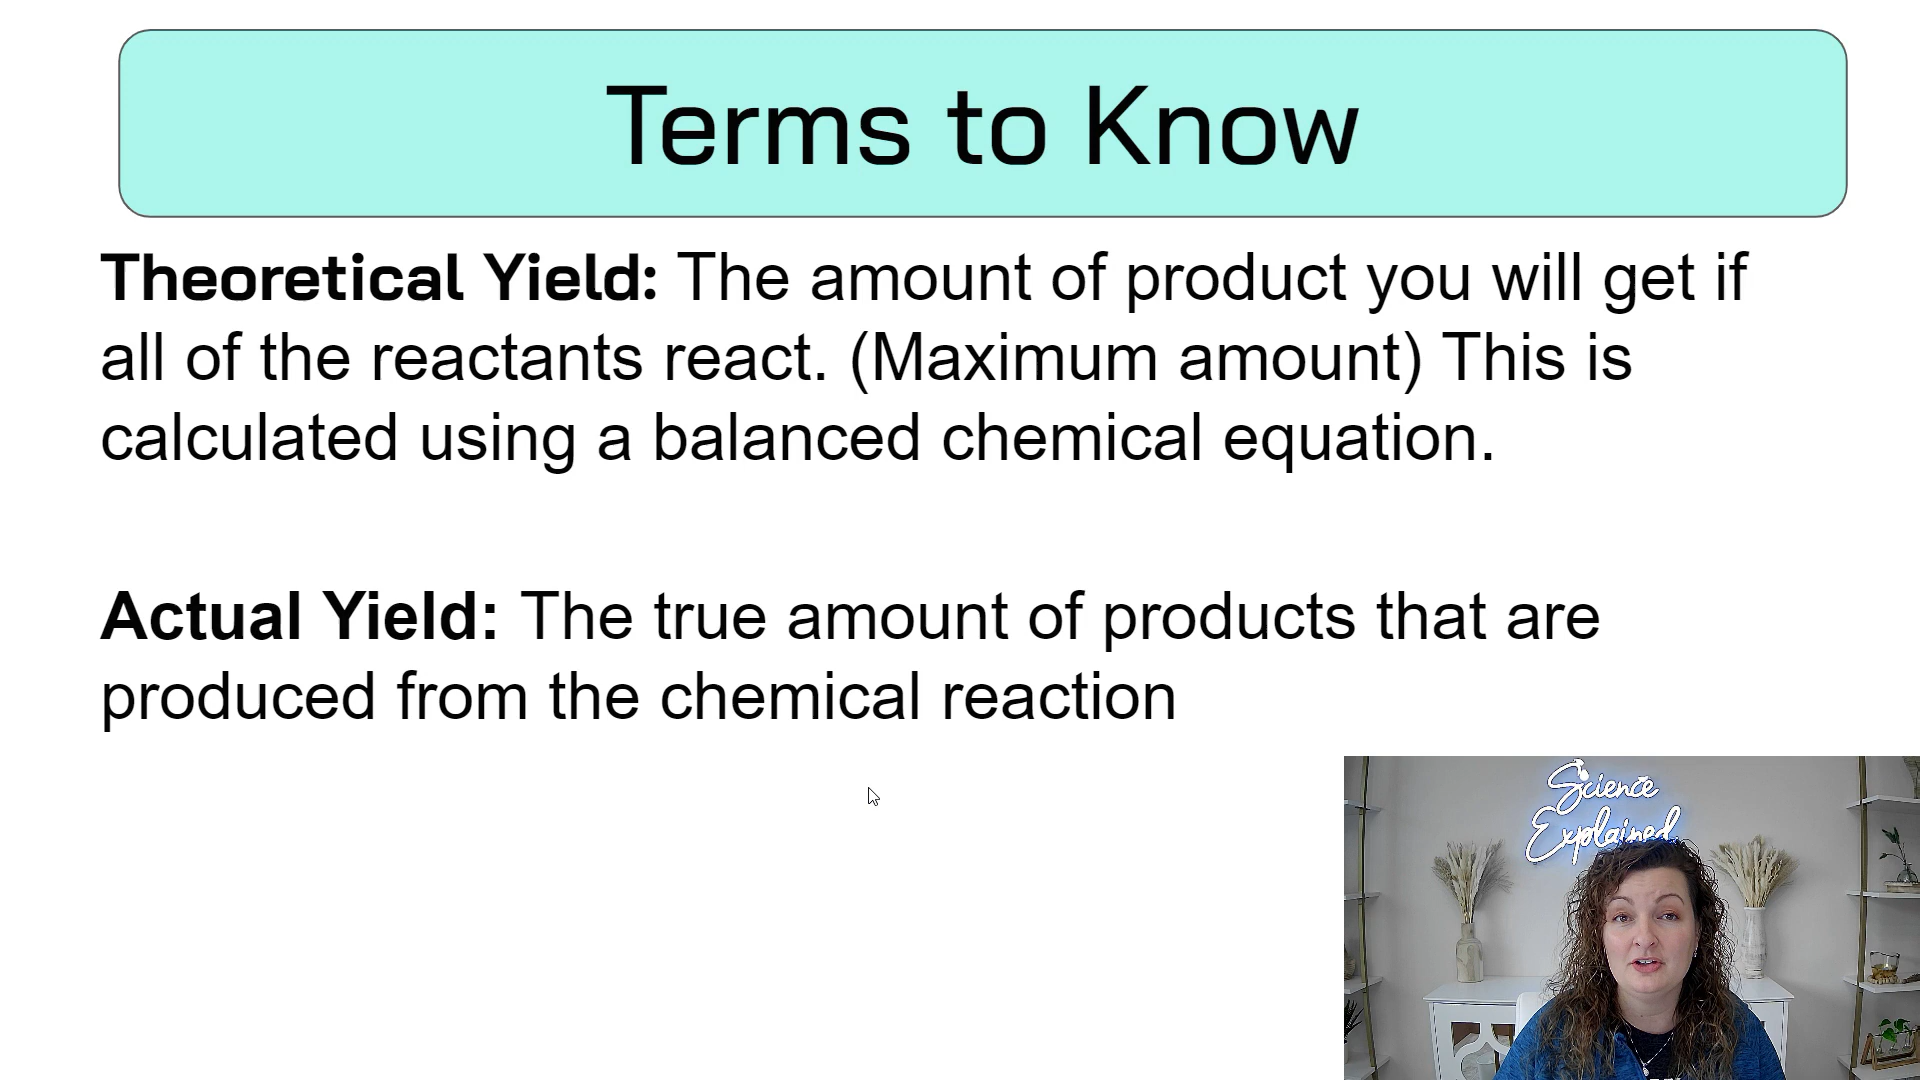 Terms to Know
Theoretical Yield: The amount of product you will get if
all of the reactants react. (Maximum amount) This is
calculated using a balanced chemical equation.
Actual Yield: The true amount of products that are
produced from the chemical reaction
Science
Explained